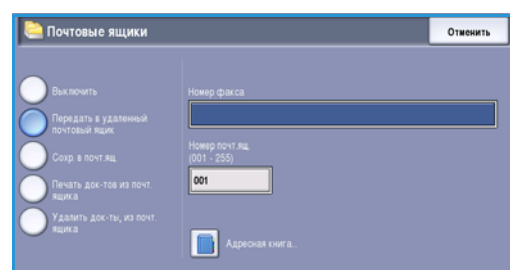 Почтовые ящики
Отменить
Выключить
Передать в удаленный
почтовый ящик
Сохр. в почт.ящ.
Печать док-тов из почт.
ящика
Удалить док-ты, из почт.
ящика
Номер факса
Номер почт.ящ.
(001 - 255)
001
Адресная книга..